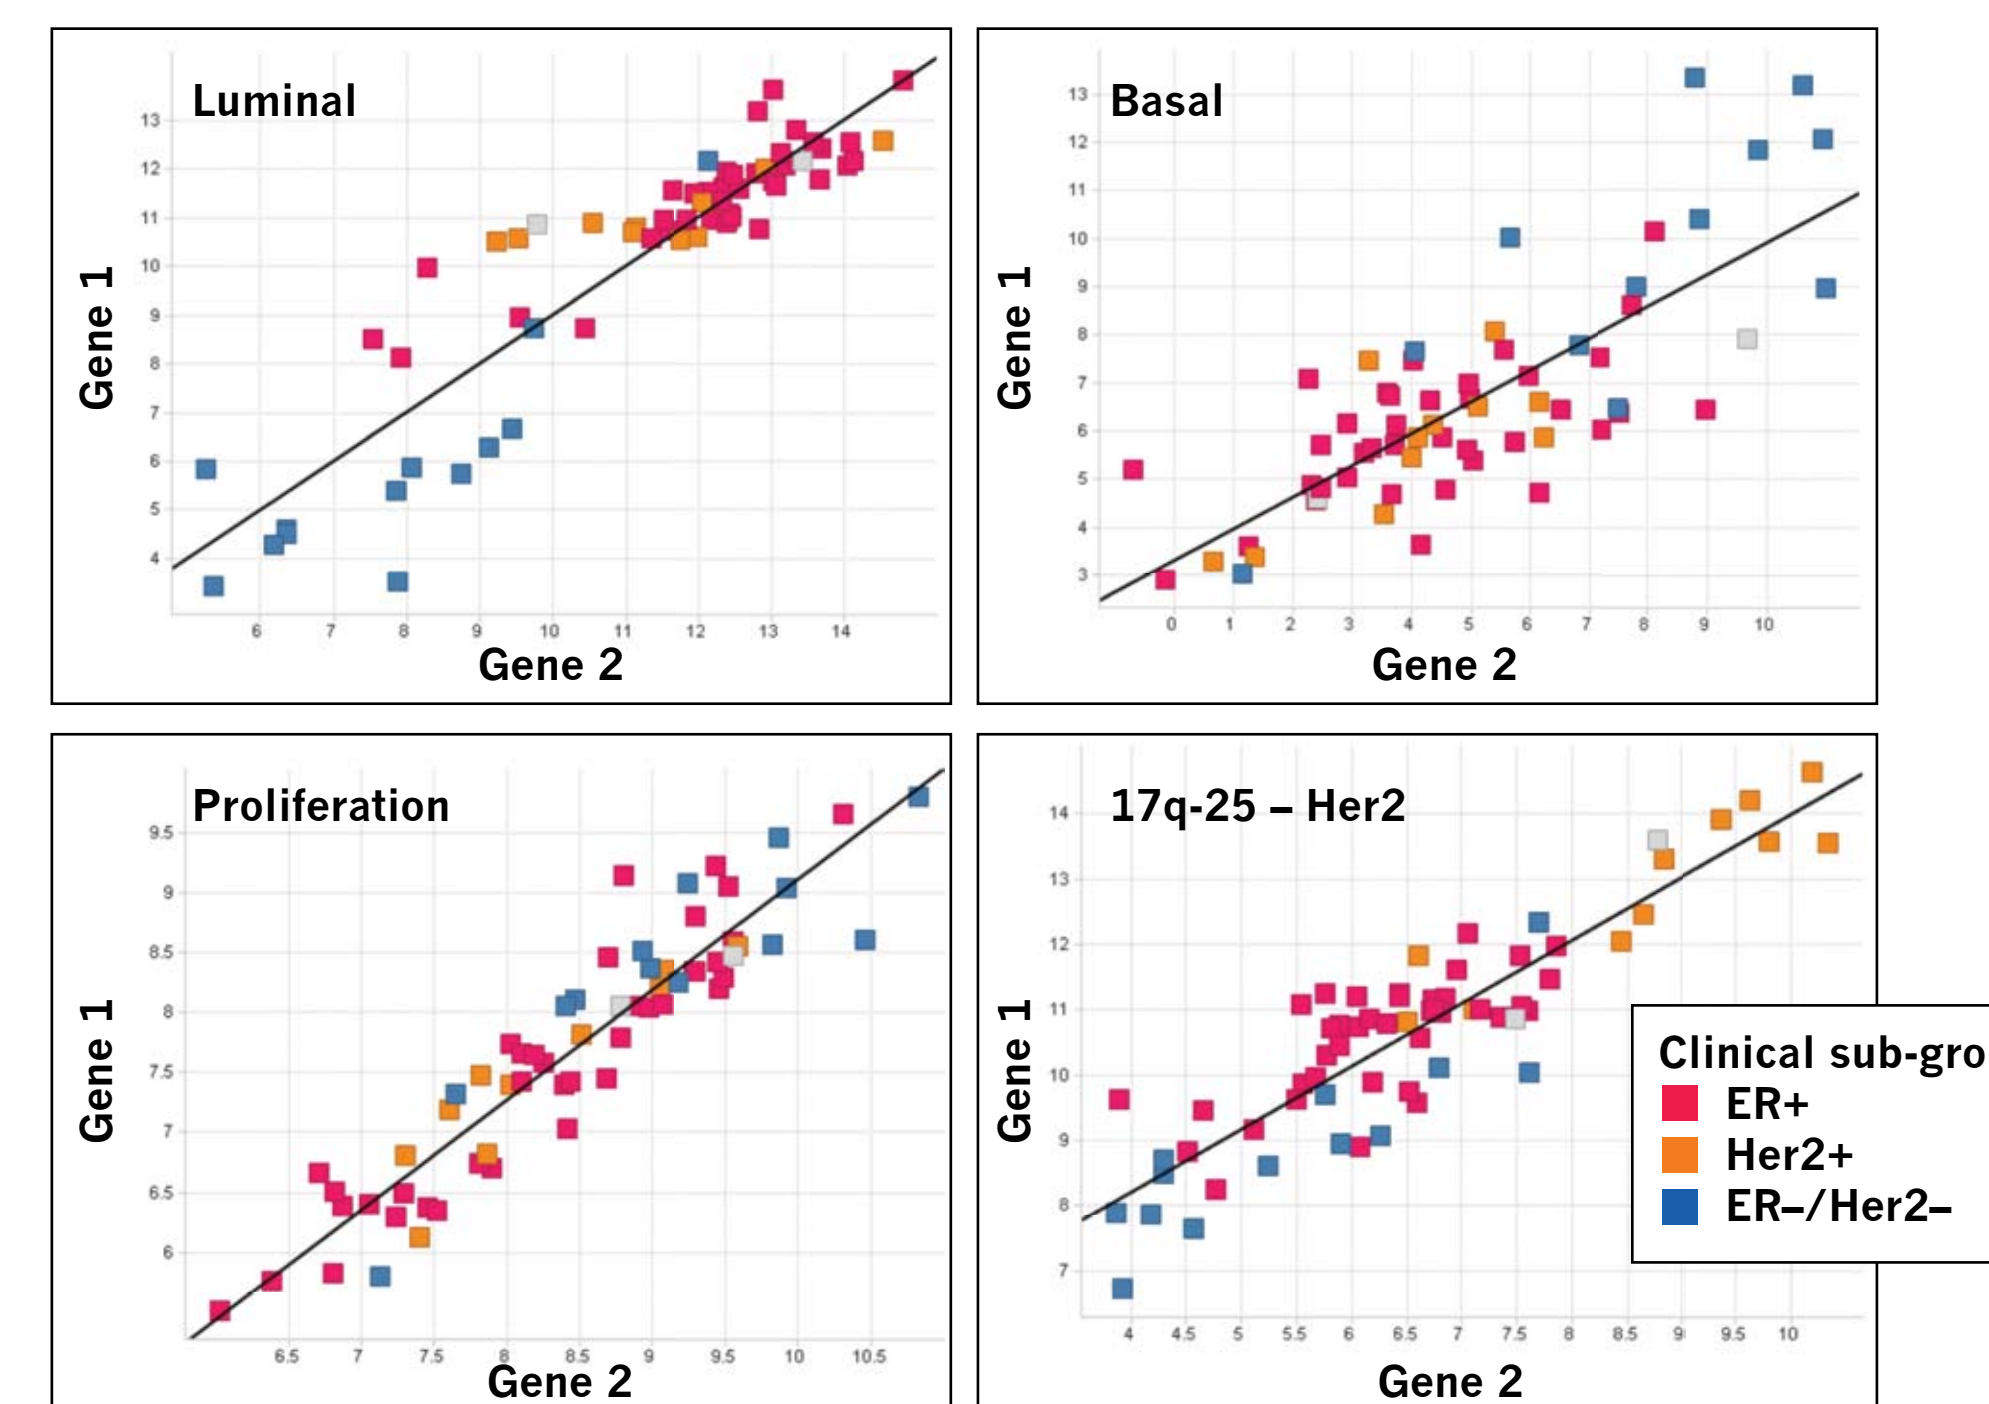 Luminal
13
12
11
10
9
8
7
6
5
4
6 7 8 9 10 11 12 13 14
Gene 1
Gene 2
Basal
13
12
11
10
9
8
7
6
5
4
3
0 1 2 3 4 5 6 7 8 9 10
Gene 1
Gene 2
Proliferation
9.5
9
8.5
8
7.5
7
6.5
6
6.5 7 7.5 8 8.5 9 9.5 10 10.5
Gene 1
Gene 2
17q-25 – Her2
14
13
12
11
10
9
8
7
4 4.5 5 5.5 6 6.5 7 7.5 8 8.5 9 9.5 10
Gene 1
Gene 2
Clinical sub-gro
ER+
Her2+
ER–/Her2–